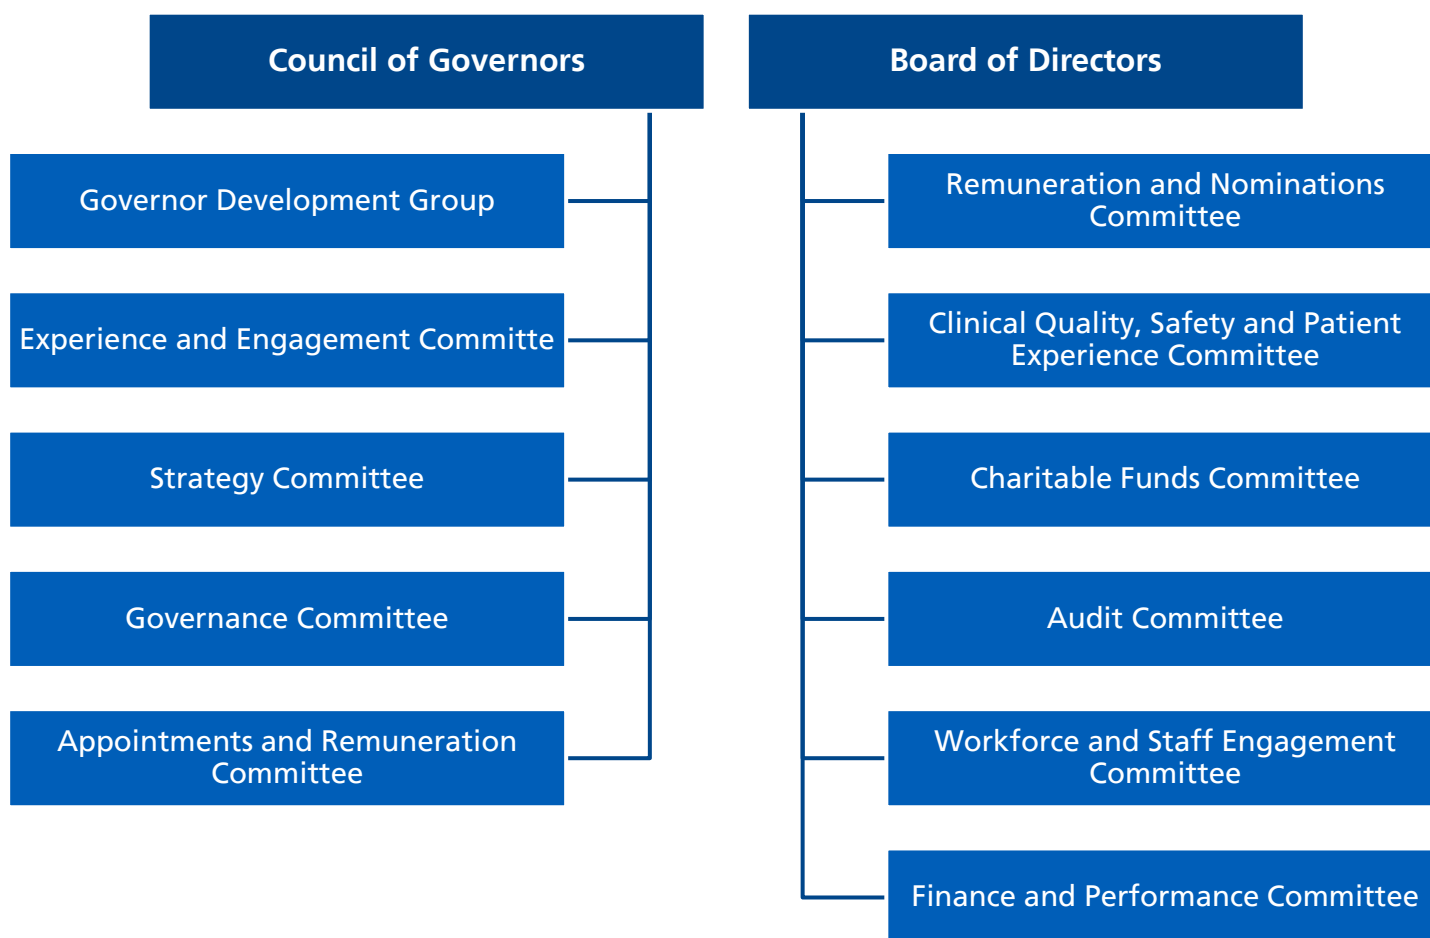 Council of Governors
Governor Development Group
Experience and Engagement Committe
Strategy Committee
Governance Committee
Appointments and Remuneration
Committee
Board of Directors
Remuneration and Nominations
Committee
Clinical Quality, Safety and Patient
Experience Committee
Charitable Funds Committee
Audit Committee
Workforce and Staff Engagement
Committee
Finance and Performance Committee